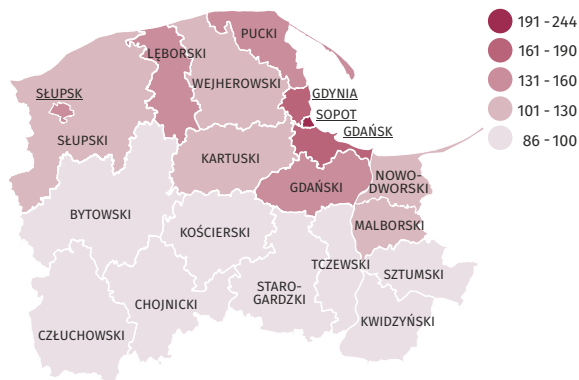 191 - 244
161 - 190
131 - 160
101 - 130
86 - 100
PUCKI
LĘBORSKI
WEJHEROWSKI
SŁUPSK
GDYNIA
SOPOT
GDAŃSK
SŁUPSKI
KARTUSKI
GDAŃSKI
NOWO-
DWORSKI
BYTOWSKI
KOŚCIERSKI
MALBORSKI
TCZEWSKI
SZTUMSKI
STARO-
GARDZKI
CHOJNICKI
KWIDZYŃSKI
CZŁUCHOWSKI